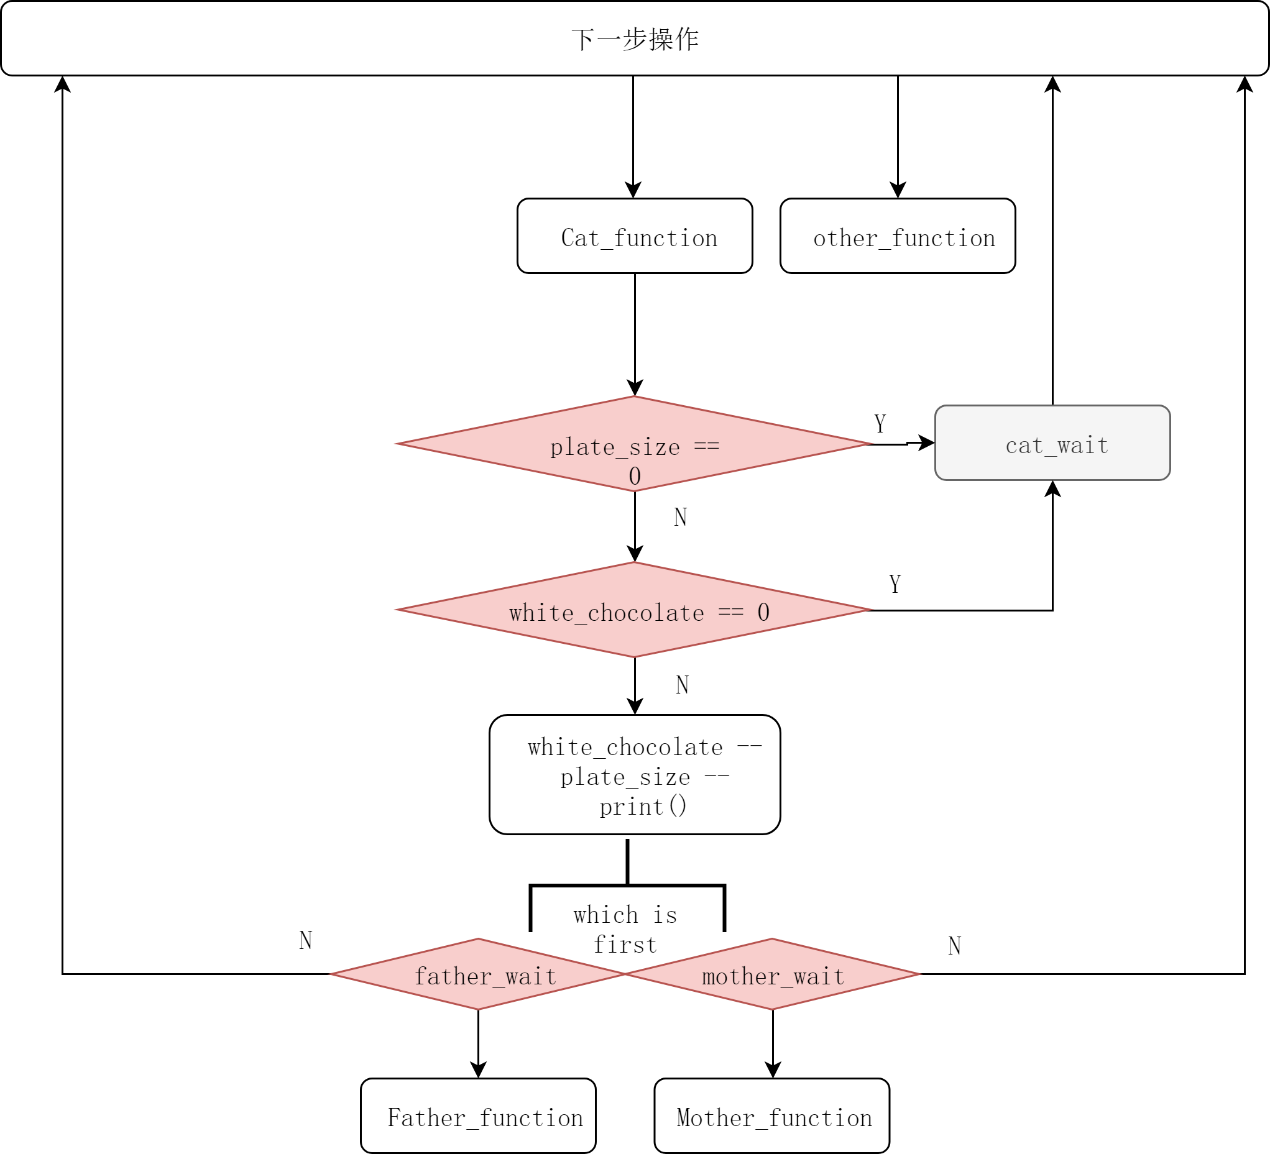 下一步操作
Cat_function
other_function
Y
plate_size ==
0
cat_wait
N
Y
white_chocolate == 0
N
white_chocolate --
plate_size --
print()
which is
first
N
N
father_wait
mother_wait
Father_function
Mother_function